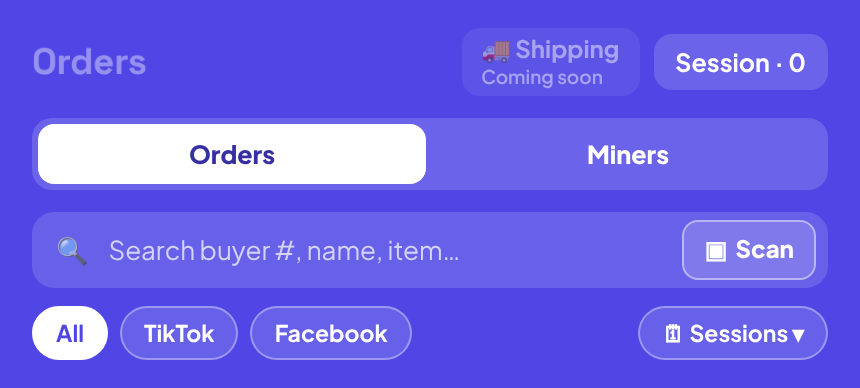 Orders
🚚 Shipping
Coming soon
Session · 0
Orders
Miners
🔍 Search buyer #, name, item…
▣ Scan
All
TikTok
Facebook
🗓 Sessions ▾